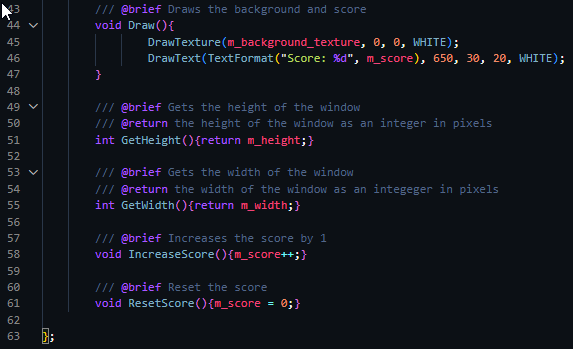 43 /// @brief Draws the background and score
44 void Draw(){
45 DrawTexture(m_background_texture, 0, 0, WHITE);
46 DrawText(TextFormat("Score: %d", m_score), 650, 30, 20, WHITE);
47 }
48
49 /// @brief Gets the height of the window
50 /// @return the height of the window as an integer in pixels
51 int GetHeight(){return m_height;}
52
53 /// @brief Gets the width of the window
54 /// @return the width of the window as an integeger in pixels
55 int GetWidth(){return m_width;}
56
57 /// @brief Increases the score by 1
58 void IncreaseScore(){m_score++;}
59
60 /// @brief Reset the score
61 void ResetScore(){m_score = 0;}
62
63 };